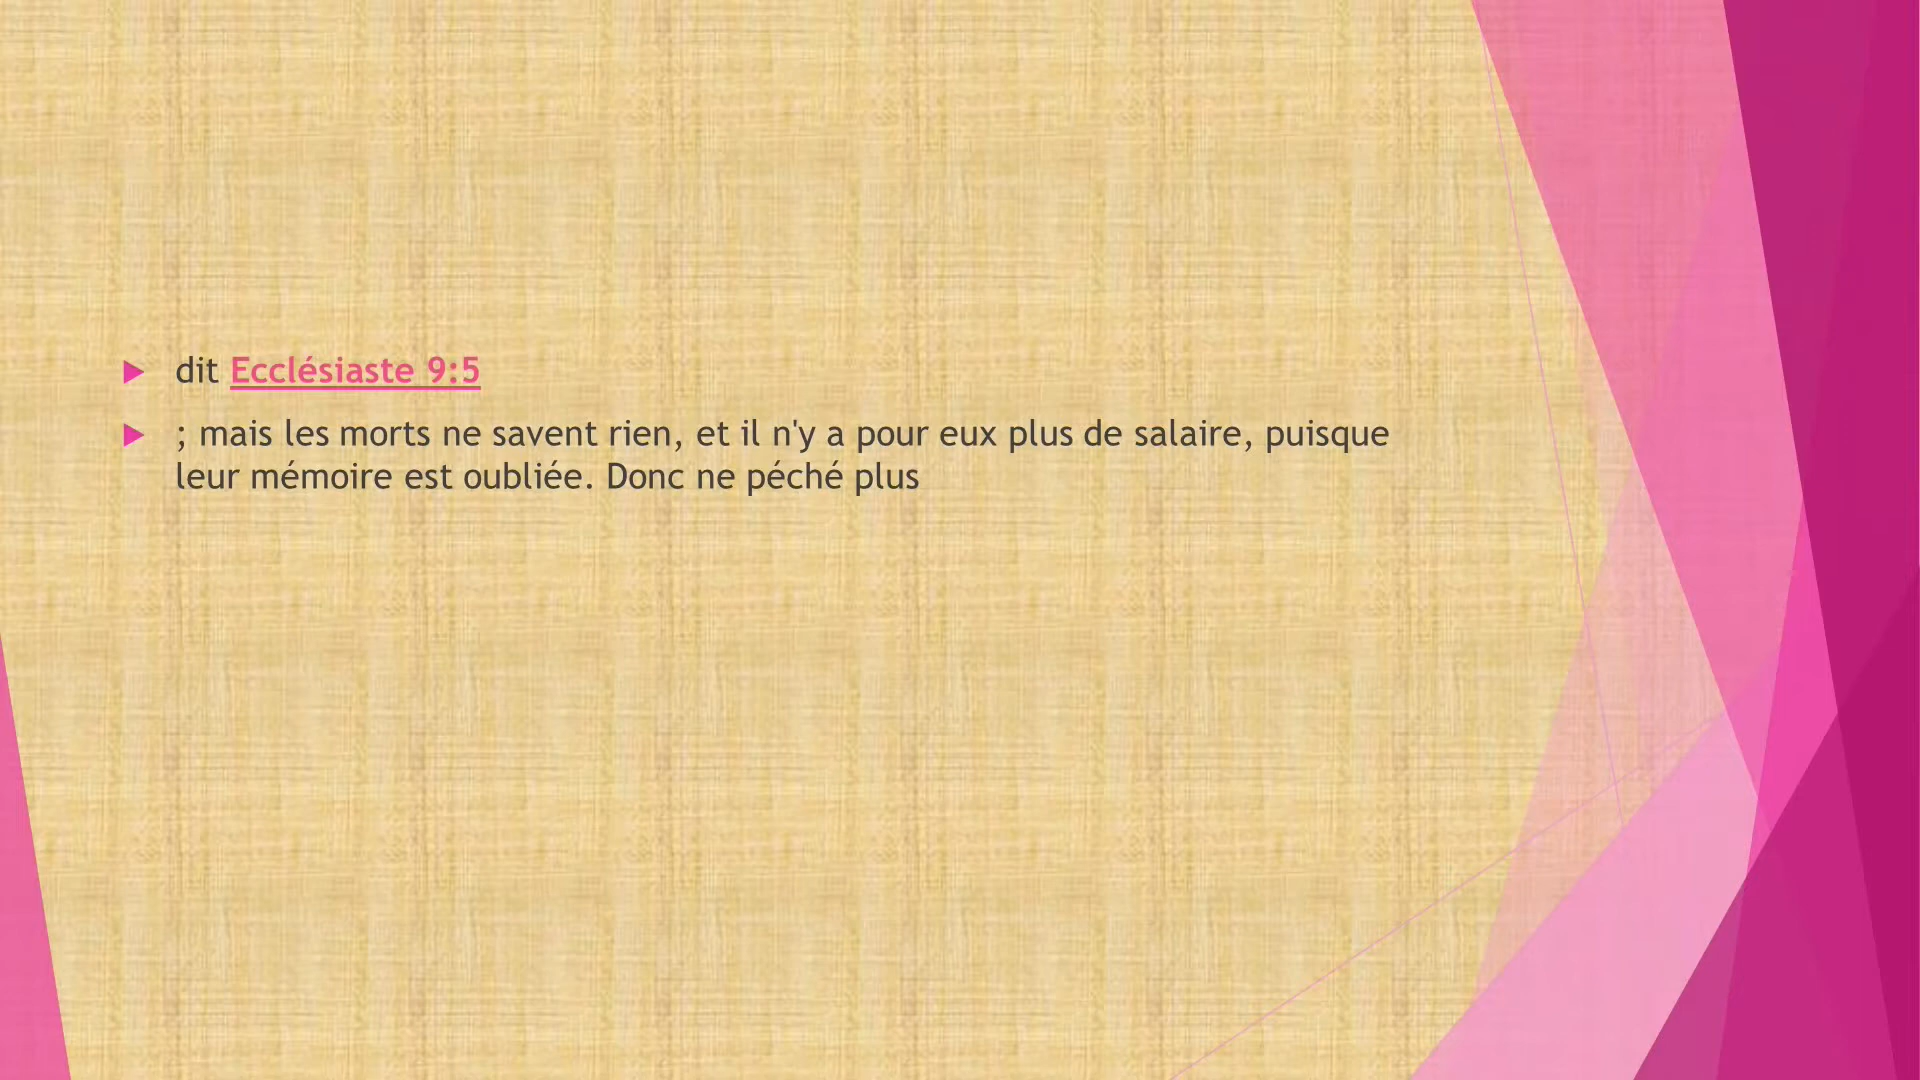 dit Ecclésiaste 9:5
; mais les morts ne savent rien, et il n'y a pour eux plus de salaire, puisque
leur mémoire est oubliée. Donc ne péché plus